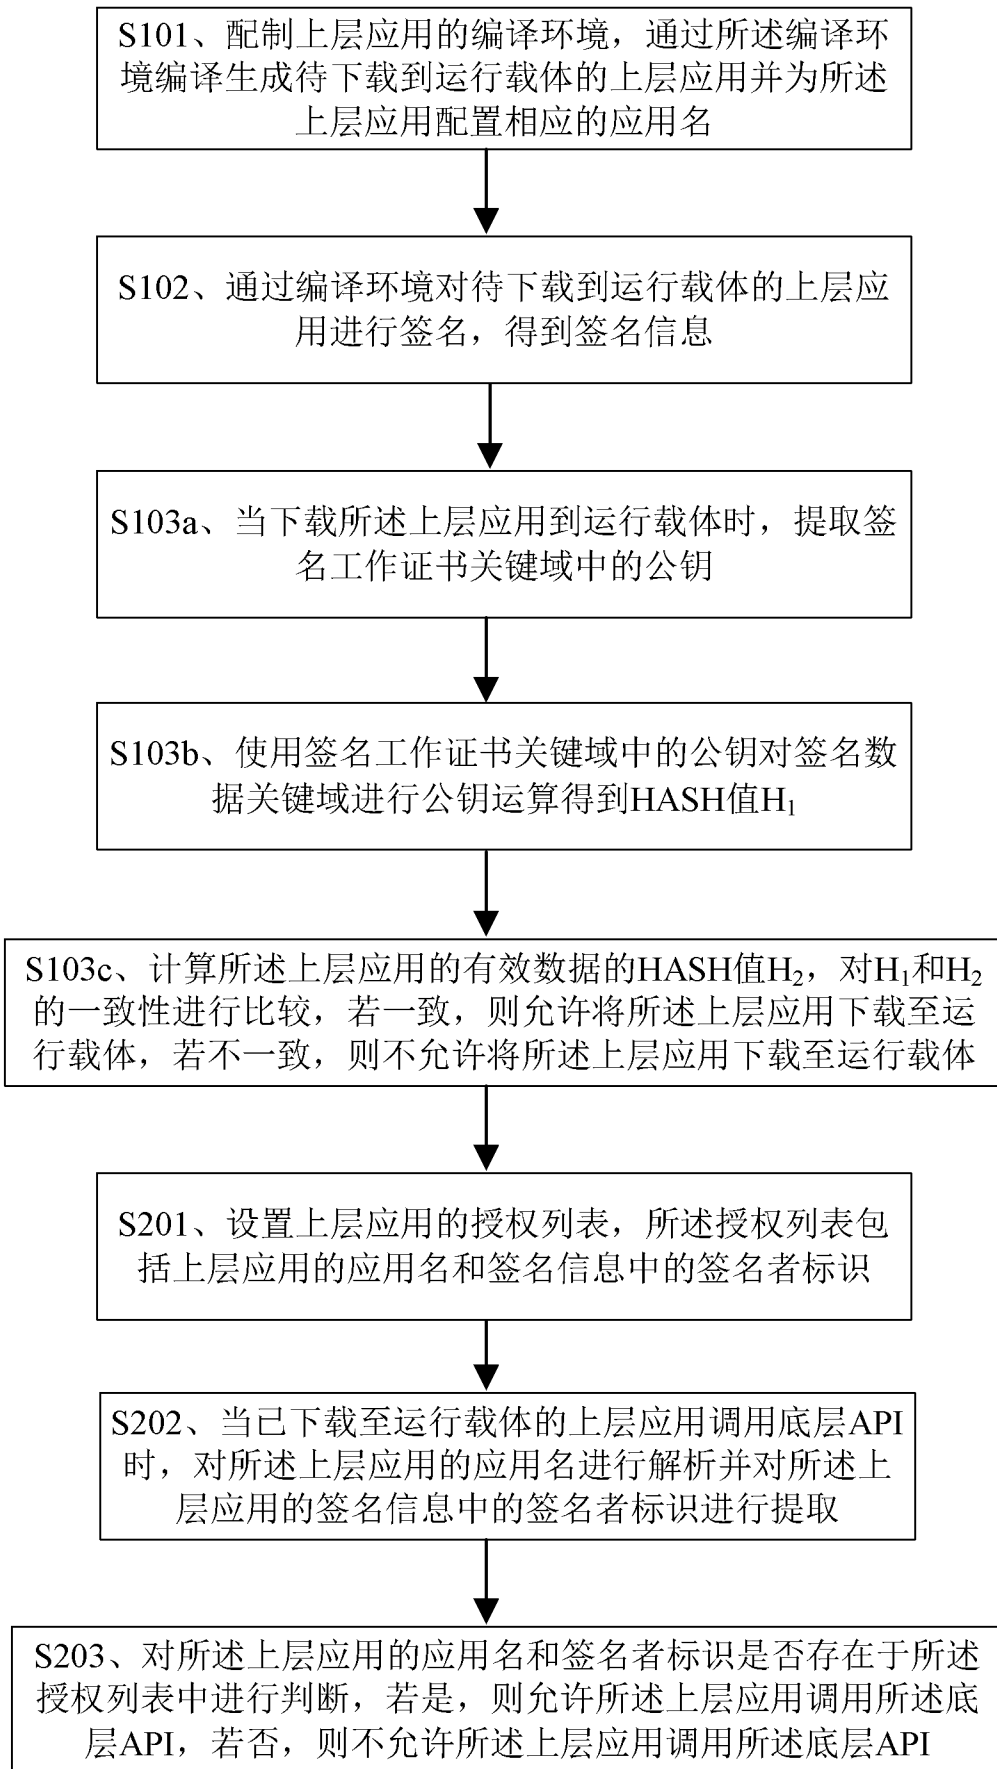 S101、配制上层应用的编译环境，通过所述编译环
境编译生成待下载到运行载体的上层应用并为所述
上层应用配置相应的应用名
S102、通过编译环境对待下载到运行载体的上层应
用进行签名，得到签名信息
S103a、当下载所述上层应用到运行载体时，提取签
名工作证书关键域中的公钥
S103b、使用签名工作证书关键域中的公钥对签名数
据关键域进行公钥运算得到HASH值H₁
S103c、计算所述上层应用的有效数据的HASH值H₂，对H₁和H₂
的一致性进行比较，若一致，则允许将所述上层应用下载至运
行载体，若不一致，则不允许将所述上层应用下载至运行载体
S201、设置上层应用的授权列表，所述授权列表包
括上层应用的应用名和签名信息中的签名者标识
S202、当已下载至运行载体的上层应用调用底层API
时，对所述上层应用的应用名进行解析并对所述上
层应用的签名信息中的签名者标识进行提取
S203、对所述上层应用的应用名和签名者标识是否存在于所述
授权列表中进行判断，若是，则允许所述上层应用调用所述底
层API，若否，则不允许所述上层应用调用所述底层API